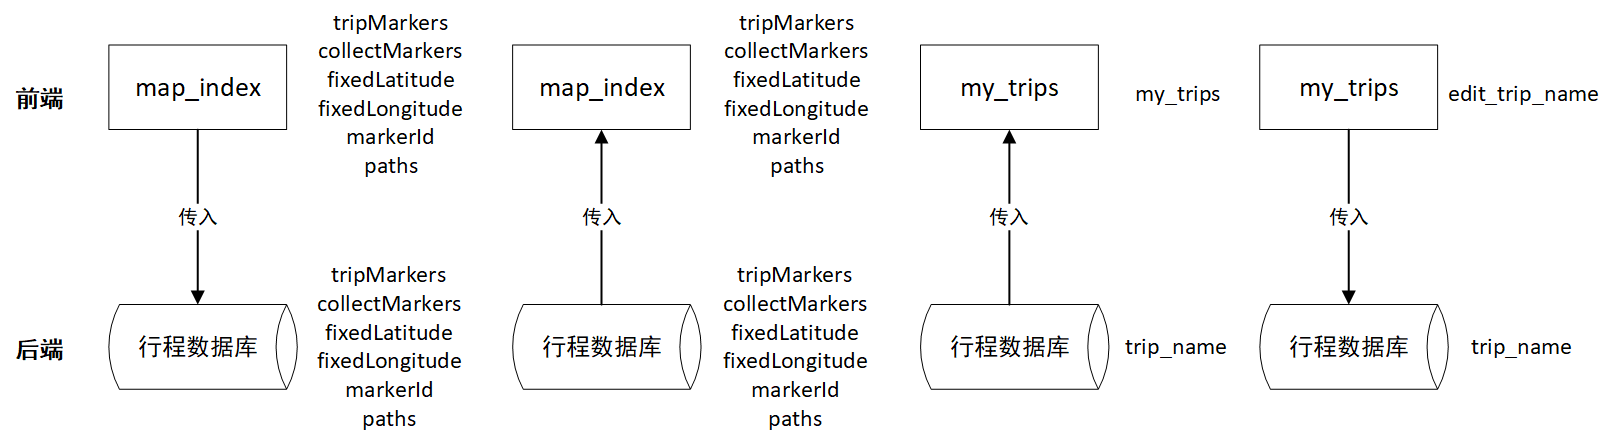 前端
map_index
tripMarkers
collectMarkers
fixedLatitude
fixedLongitude
markerId
paths
map_index
tripMarkers
collectMarkers
fixedLatitude
fixedLongitude
markerId
paths
my_trips
my_trips
my_trips
edit_trip_name
传入
传入
传入
传入
后端
行程数据库
tripMarkers
collectMarkers
fixedLatitude
fixedLongitude
markerId
paths
行程数据库
tripMarkers
collectMarkers
fixedLatitude
fixedLongitude
markerId
paths
行程数据库
trip_name
行程数据库
trip_name